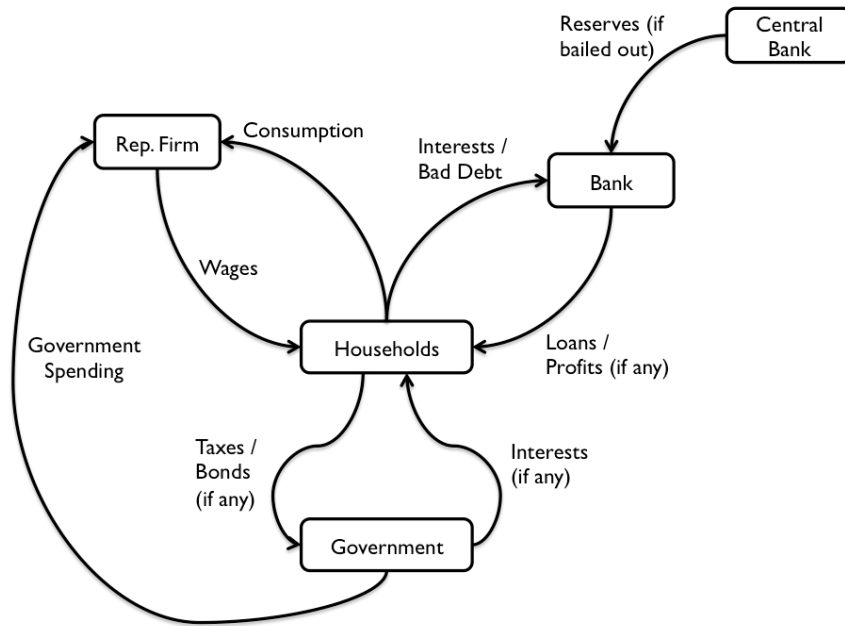 Reserves (if
bailed out)
Central
Bank
Rep. Firm
Consumption
Interests /
Bad Debt
Bank
Wages
Government
Spending
Households
Loans /
Profits (if any)
Taxes /
Bonds
(if any)
Interests
(if any)
Government